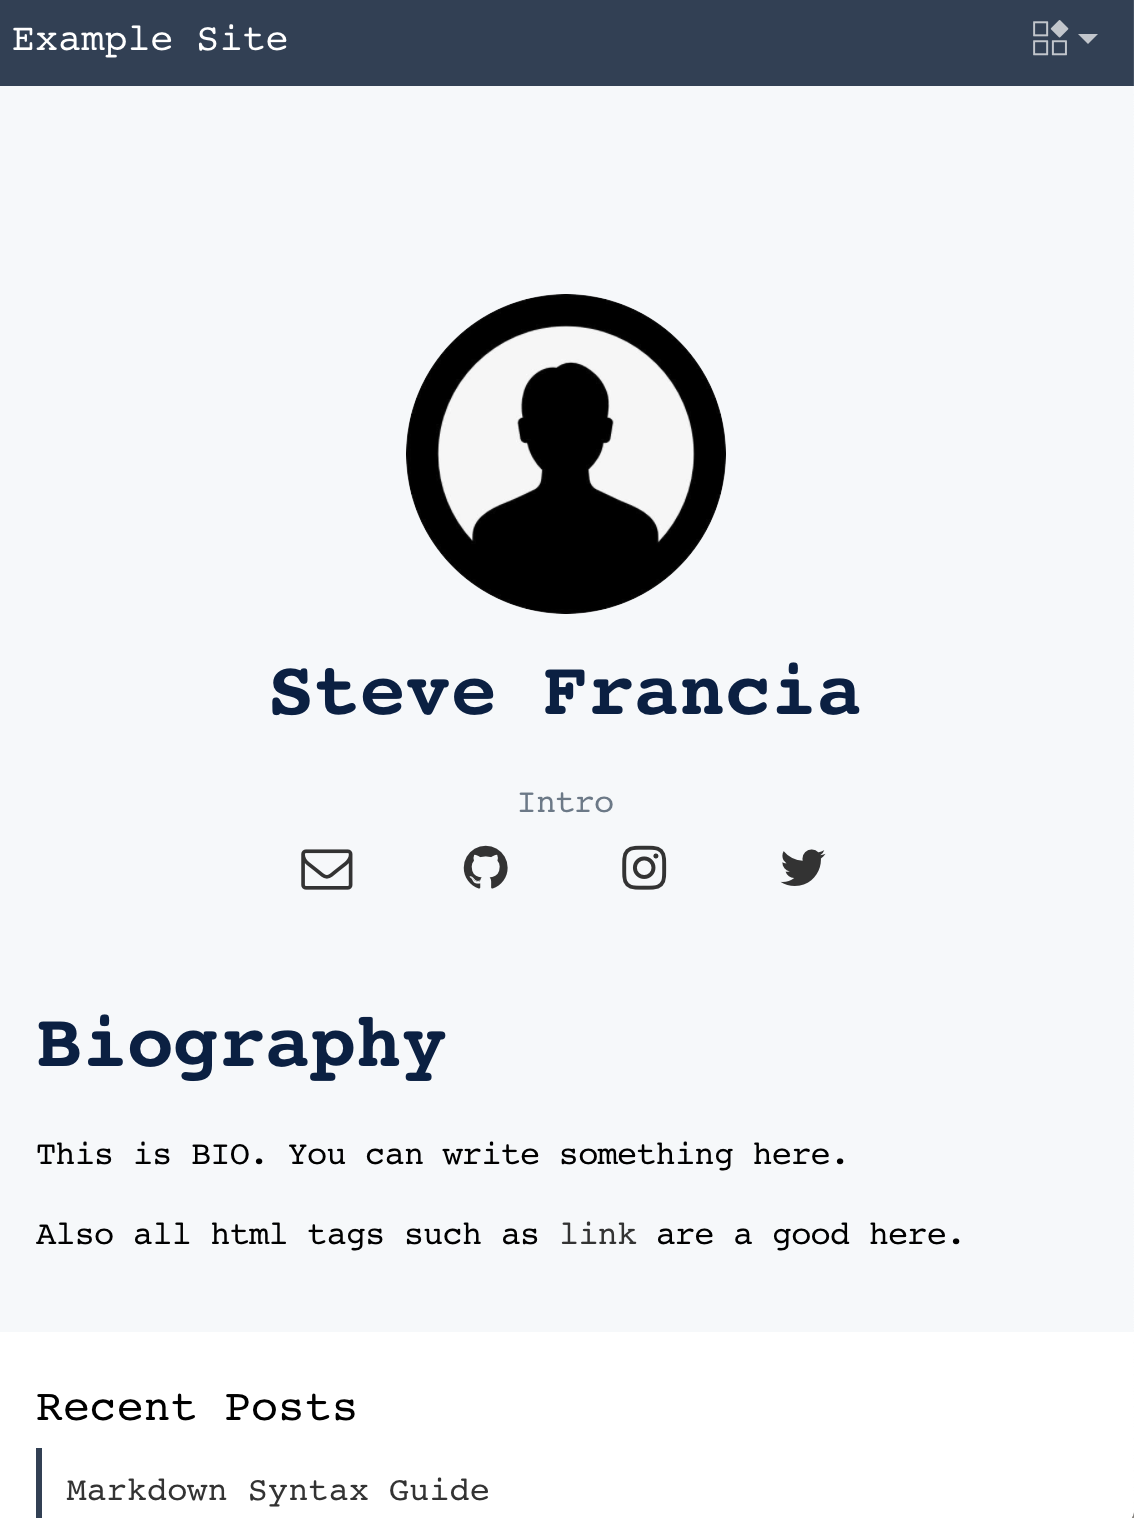 Example Site
Steve Francia
Intro
Biography
This is BIO. You can write something here.
Also all html tags such as link are a good here.
Recent Posts
Markdown Syntax Guide